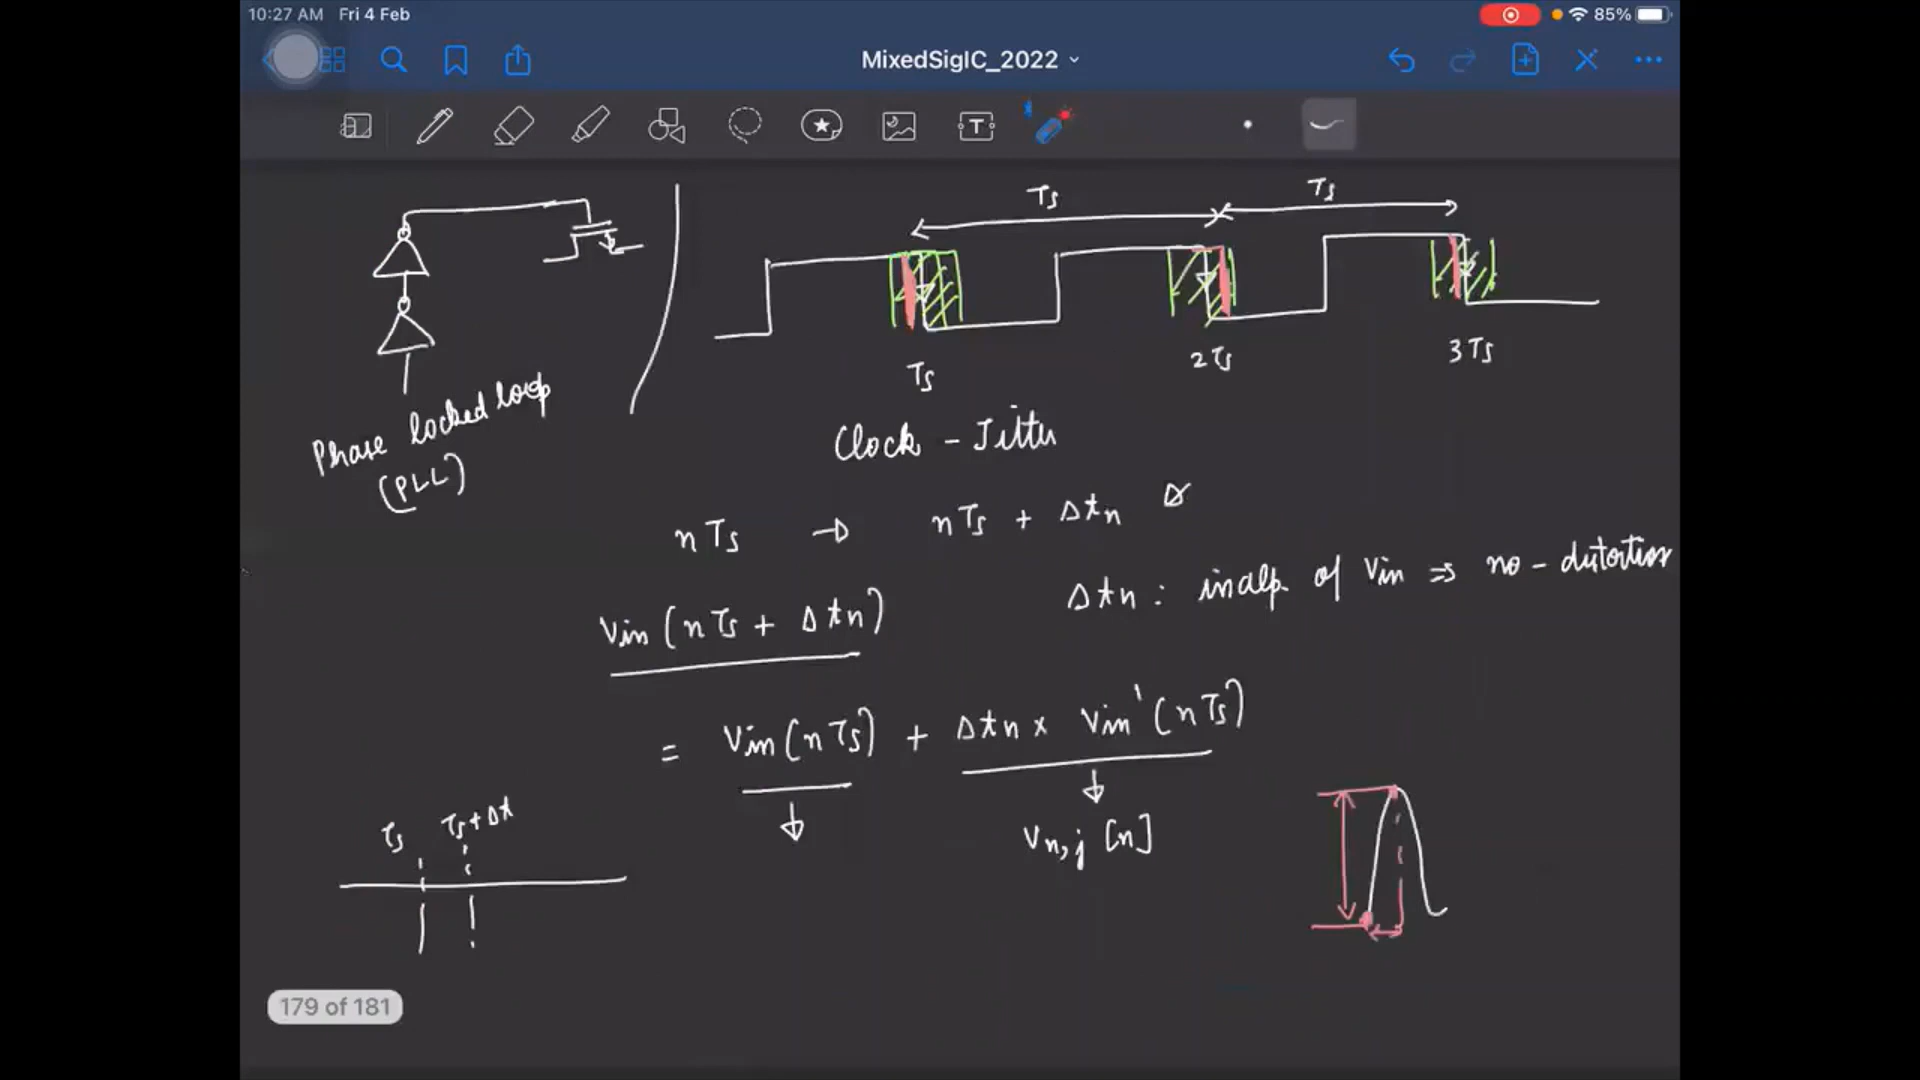 10:27 AM Fri 4 Feb
85%
MixedSigIC_2022
Ts Ts
Ts 2Ts 3Ts
Phase locked loop
(PLL)
Clock - Jitter
nTs → nTs + Δtn
Δtn : indp. of Vin ⇒ no-distortion
Vin (nTs + Δtn)
= Vin (nTs) + Δtn × Vin' (nTs)
Vn,j [n]
Ts Ts+Δt
179 of 181